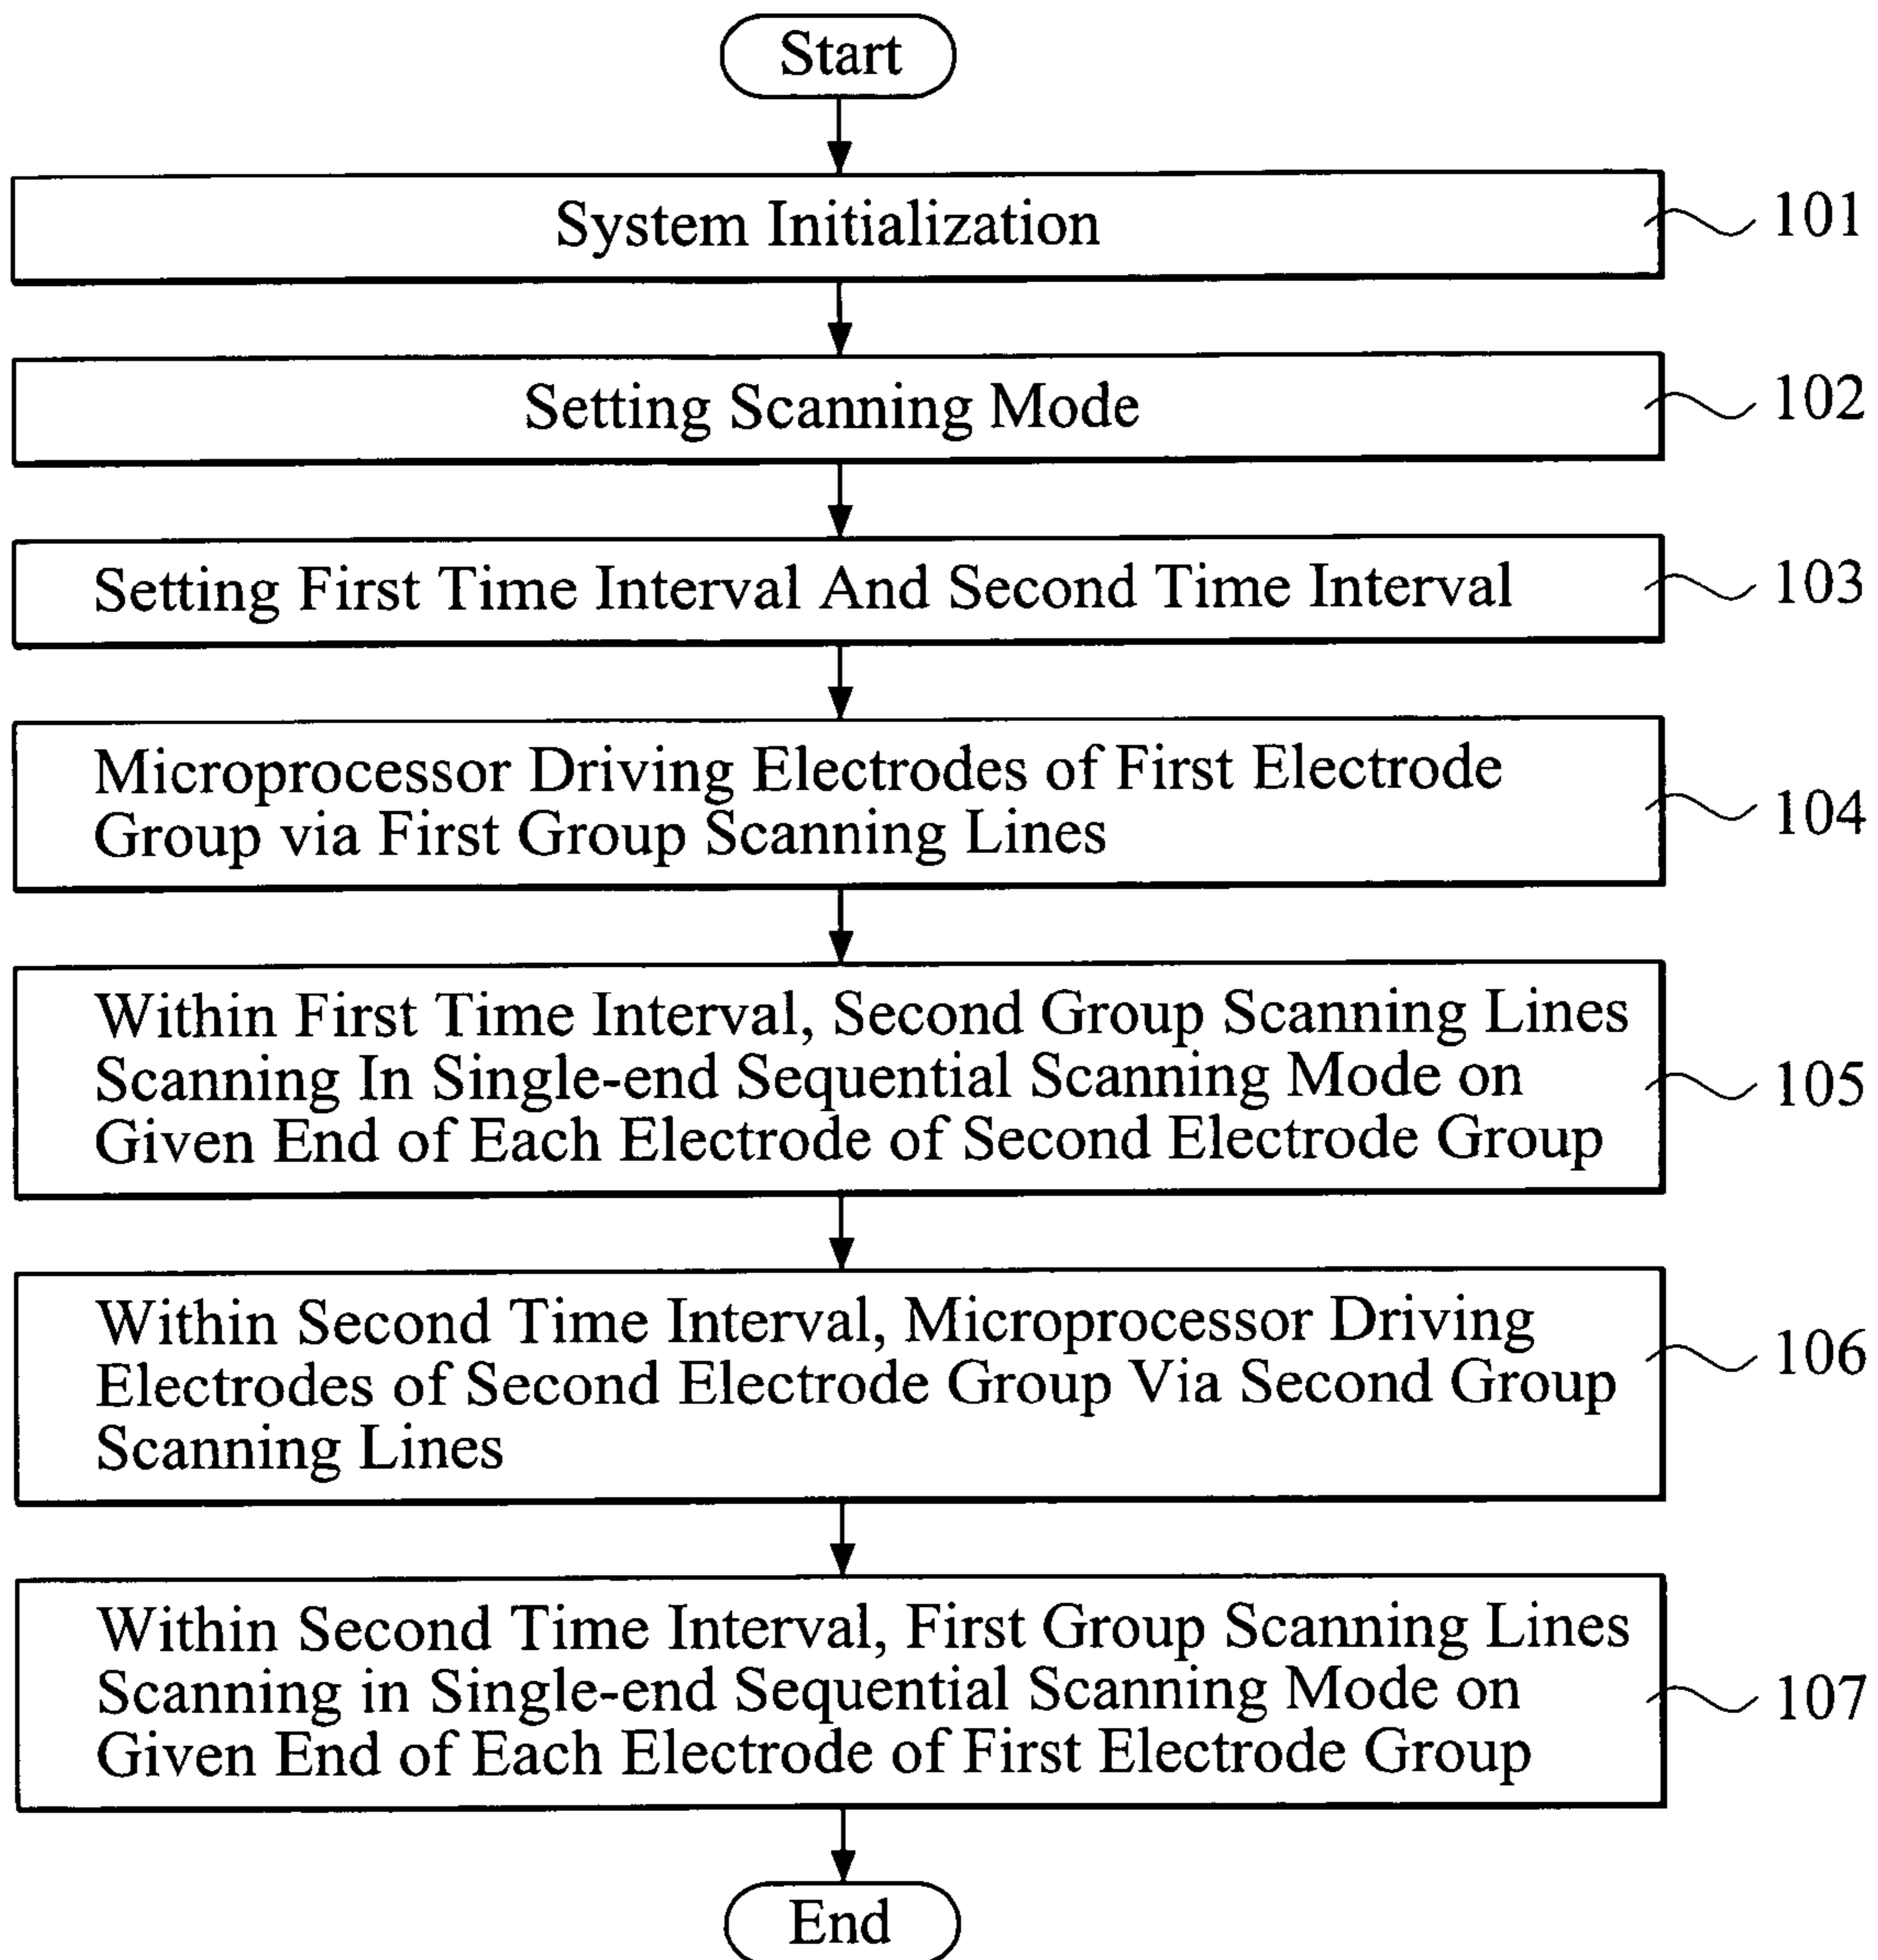 Start
System Initialization
101
Setting Scanning Mode
102
Setting First Time Interval And Second Time Interval
103
Microprocessor Driving Electrodes of First Electrode
Group via First Group Scanning Lines
104
Within First Time Interval, Second Group Scanning Lines
Scanning In Single-end Sequential Scanning Mode on
Given End of Each Electrode of Second Electrode Group
105
Within Second Time Interval, Microprocessor Driving
Electrodes of Second Electrode Group Via Second Group
Scanning Lines
106
Within Second Time Interval, First Group Scanning Lines
Scanning in Single-end Sequential Scanning Mode on
Given End of Each Electrode of First Electrode Group
107
End